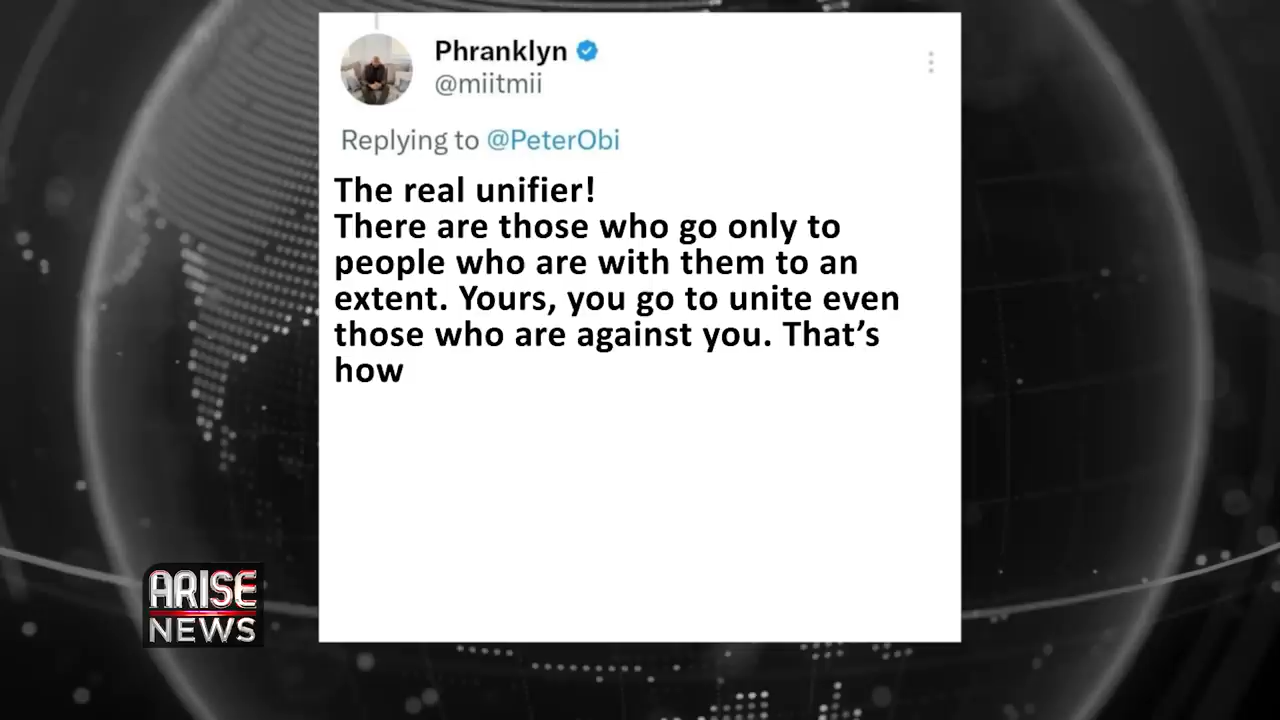 Phranklyn
@miitmii
Replying to @PeterObi
The real unifier!
There are those who go only to
people who are with them to an
extent. Yours, you go to unite even
those who are against you. That’s
how
ARISE
NEWS